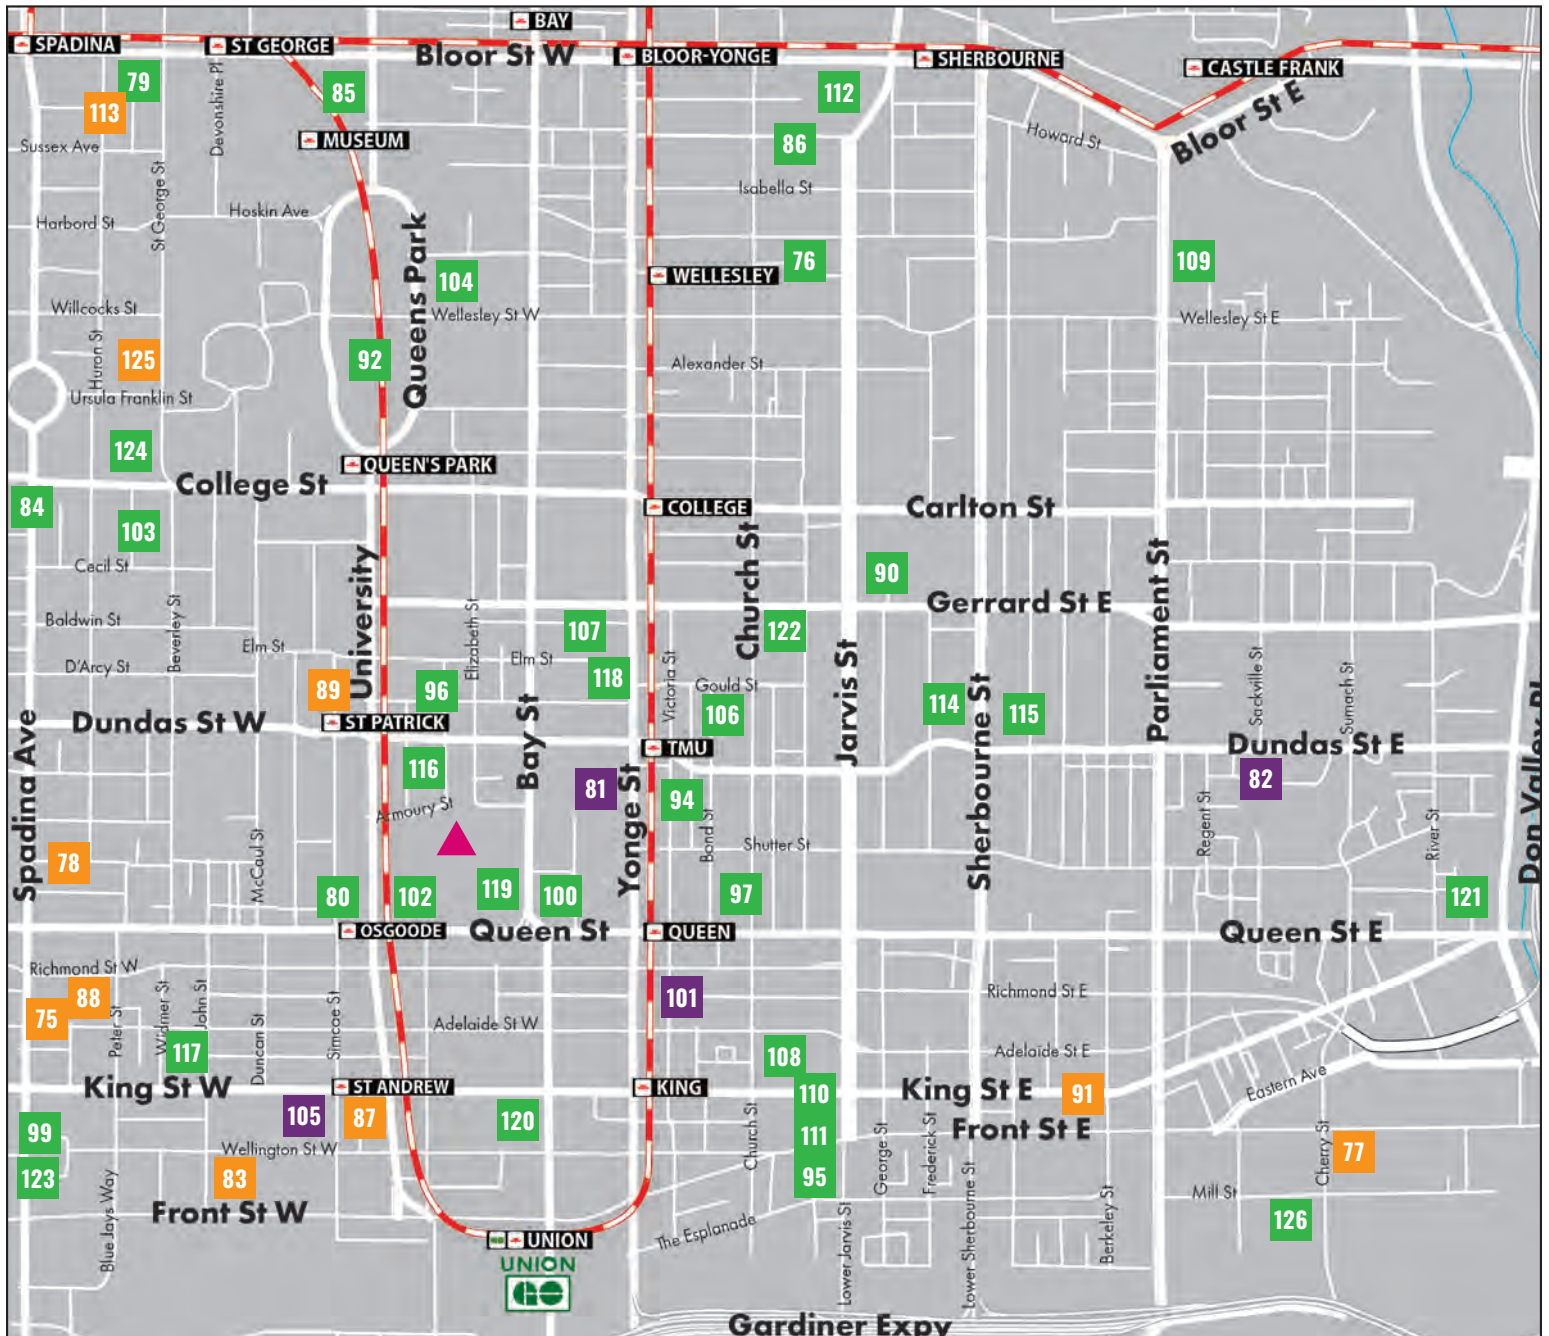 BAY
SPADINA
ST GEORGE
Bloor St W
BLOOR-YONGE
SHERBOURNE
CASTLE FRANK
79
85
112
113
Devonshire Pl
MUSEUM
86
Howard St
Bloor St E
Sussex Ave
Isabella St
St George St
Hoskin Ave
Harbord St
Queens Park
76
109
104
WELLESLEY
Willcocks St
Wellesley St W
Wellesley St E
Huron St
125
92
Alexander St
Ursula Franklin St
124
QUEEN'S PARK
College St
84
COLLEGE
Carlton St
103
Church St
Cecil St
University
90
Parliament St
Gerrard St E
Baldwin St
Beverley St
Elizabeth St
107
122
Elm St
Elm St
D'Arcy St
118
Victoria St
Gould St
Jarvis St
Sackville St
Sumach St
89
96
106
114
Sherbourne St
115
Spadina Ave
Dundas St W
ST PATRICK
Bay St
TMU
Dundas St E
116
81
Yonge St
94
82
Don Valley Pk
Armoury St
Bond St
Shutter St
Regent St
River St
78
McCaul St
80
102
119
100
97
121
OSGOODE
Queen St
QUEEN
Queen St E
Richmond St W
88
75
Peter St
Widmer St
John St
Duncan St
Simcoe St
101
Richmond St E
Adelaide St W
117
108
Adelaide St E
King St W
ST ANDREW
KING
110
King St E
91
Eastern Ave
105
87
120
99
Wellington St W
Church St
111
George St
Frederick St
Front St E
Cherry St
77
123
83
95
Blue Jays Way
Lower Jarvis St
Lower Sherbourne St
Berkeley St
Mill St
Front St W
126
UNION
The Esplanade
UNION
GO
Gardiner Expy